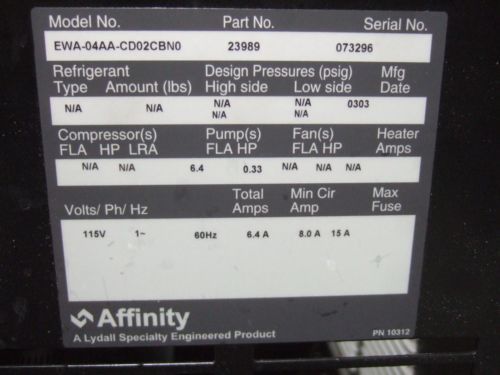 Model No. Part No. Serial No.
EWA-04AA-CD02CBN0 23989 073296
Refrigerant Design Pressures (psig) Mfg
Type Amount (lbs) High side Low side Date
N/A N/A N/A N/A 0303
N/A N/A
Compressor(s) Pump(s) Fan(s) Heater
FLA HP LRA FLA HP FLA HP Amps
N/A N/A 6.4 0.33 N/A N/A N/A
Total Min Cir Max
Volts/ Ph/ Hz Amps Amp Fuse
115V 1~ 60Hz 6.4 A 8.0 A 15 A
Affinity
A Lydall Specialty Engineered Product PN 10312